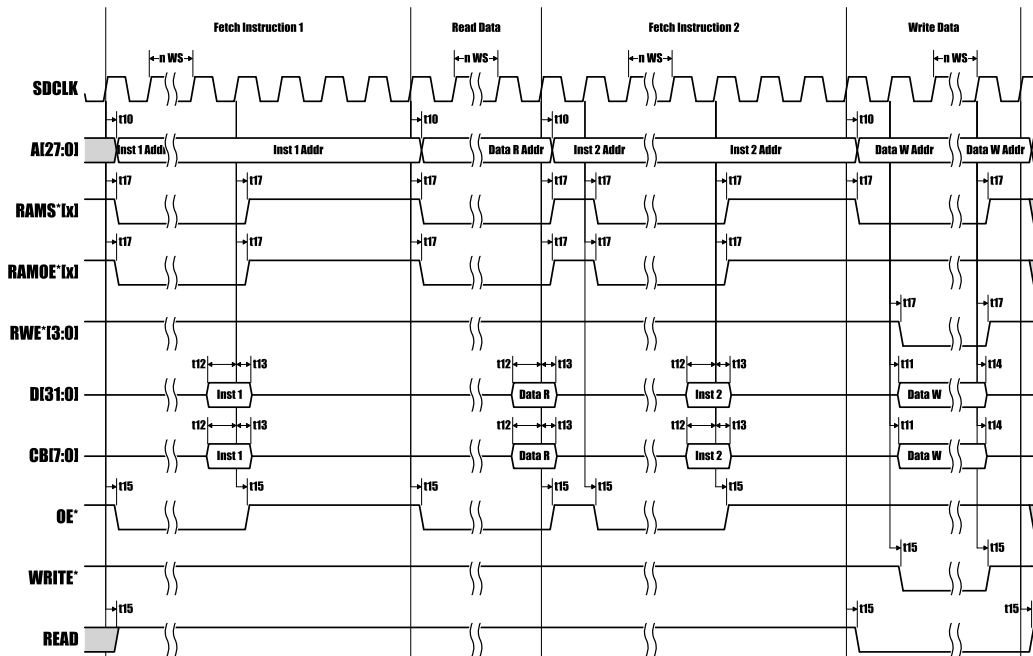 Fetch Instruction 1 Read Data Fetch Instruction 2 Write Data
n WS n WS n WS n WS
SDCLK
t10 t10 t10 t10
A[27:0] Inst 1 Addr Inst 1 Addr Data R Addr Inst 2 Addr Inst 2 Addr Data W Addr Data W Addr
t17 t17 t17 t17 t17 t17 t17 t17
RAMS*[x]
t17 t17 t17 t17 t17 t17
RAMOE*[x]
t17 t17
RWE*[3:0]
t12 t13 t12 t13 t12 t13 t11 t14
D[31:0] Inst 1 Data R Inst 2 Data W
t12 t13 t12 t13 t12 t13 t11 t14
CB[7:0] Inst 1 Data R Inst 2 Data W
t15 t15 t15 t15 t15 t15
OE*
t15 t15
WRITE*
t15 t15 t15
READ